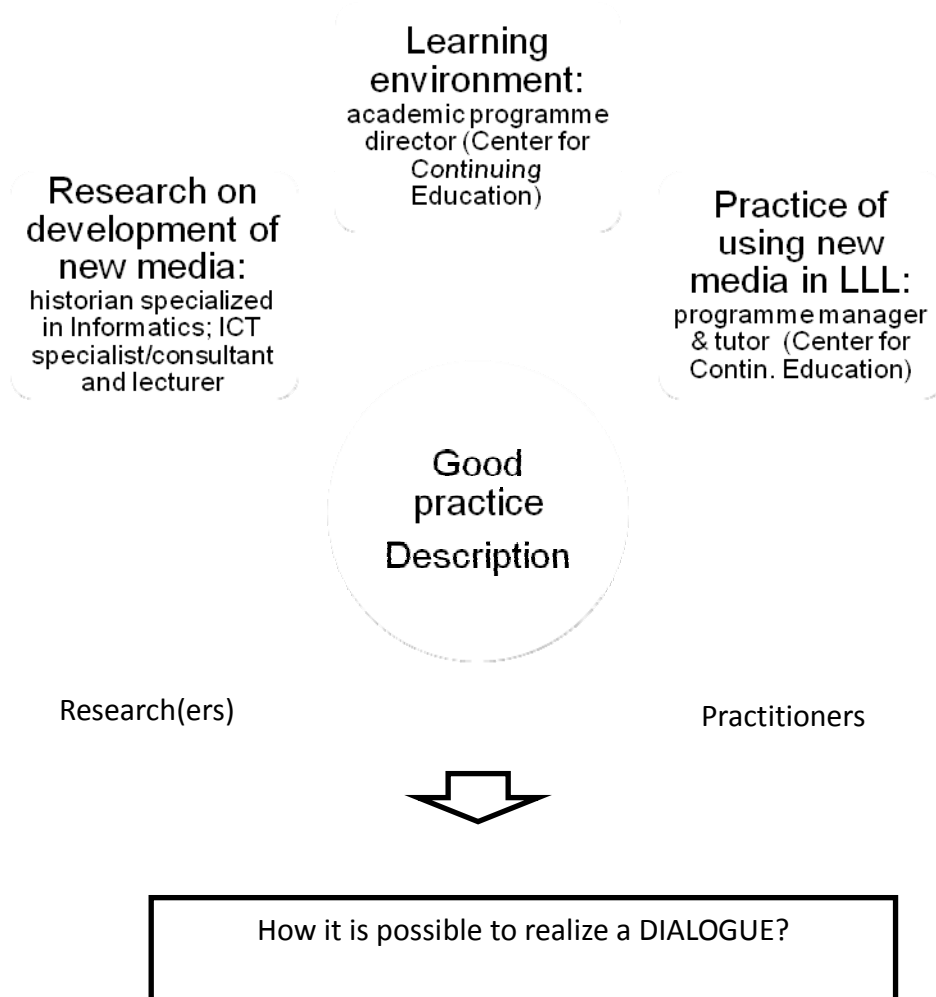 Learning
environment:
academic programme
director (Center for
Continuing
Education)
Research on
development of
new media:
historian specialized
in Informatics; ICT
specialist/consultant
and lecturer
Practice of
using new
media in LLL:
programme manager
& tutor (Center for
Contin. Education)
Good
practice
Description
Research(ers)
Practitioners
How it is possible to realize a DIALOGUE?